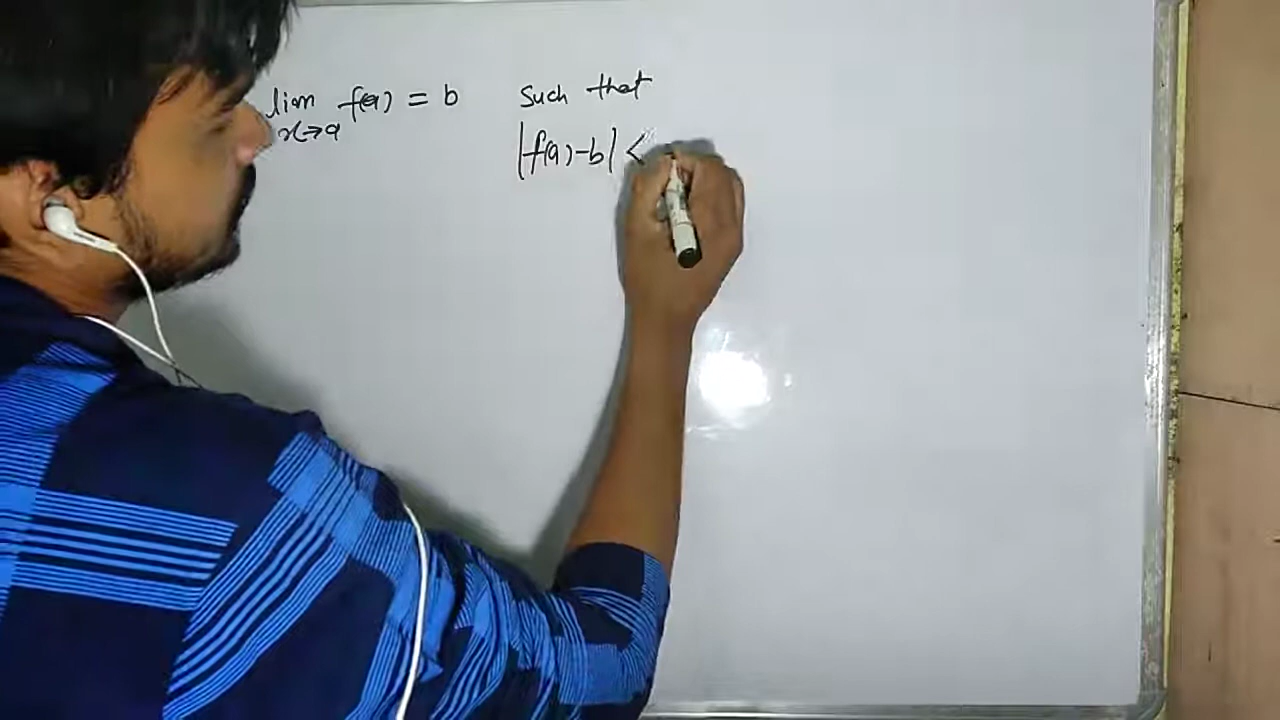 lim f(a) = b Such that
x→a
|f(a)-b| <